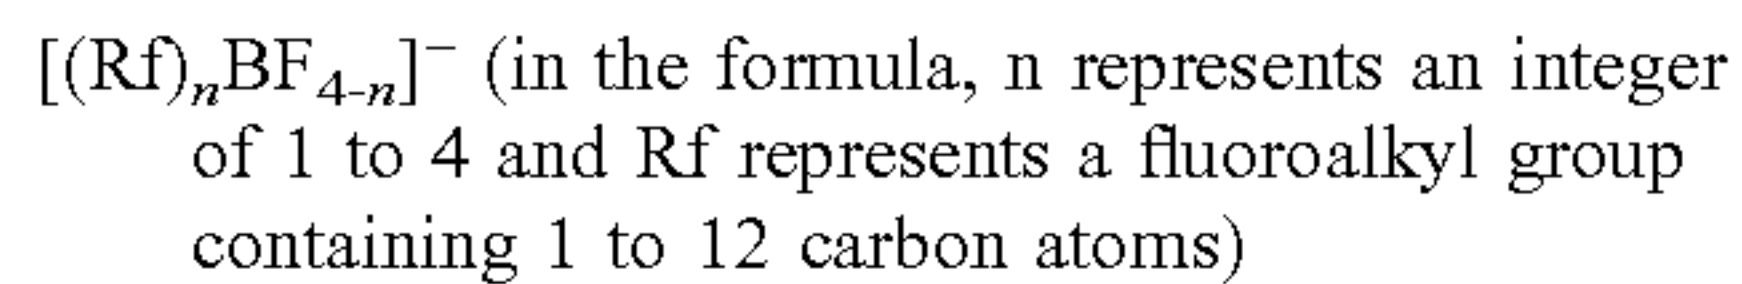 [(Rf)ₙBF₄₋ₙ]⁻ (in the formula, n represents an integer
of 1 to 4 and Rf represents a fluoroalkyl group
containing 1 to 12 carbon atoms)